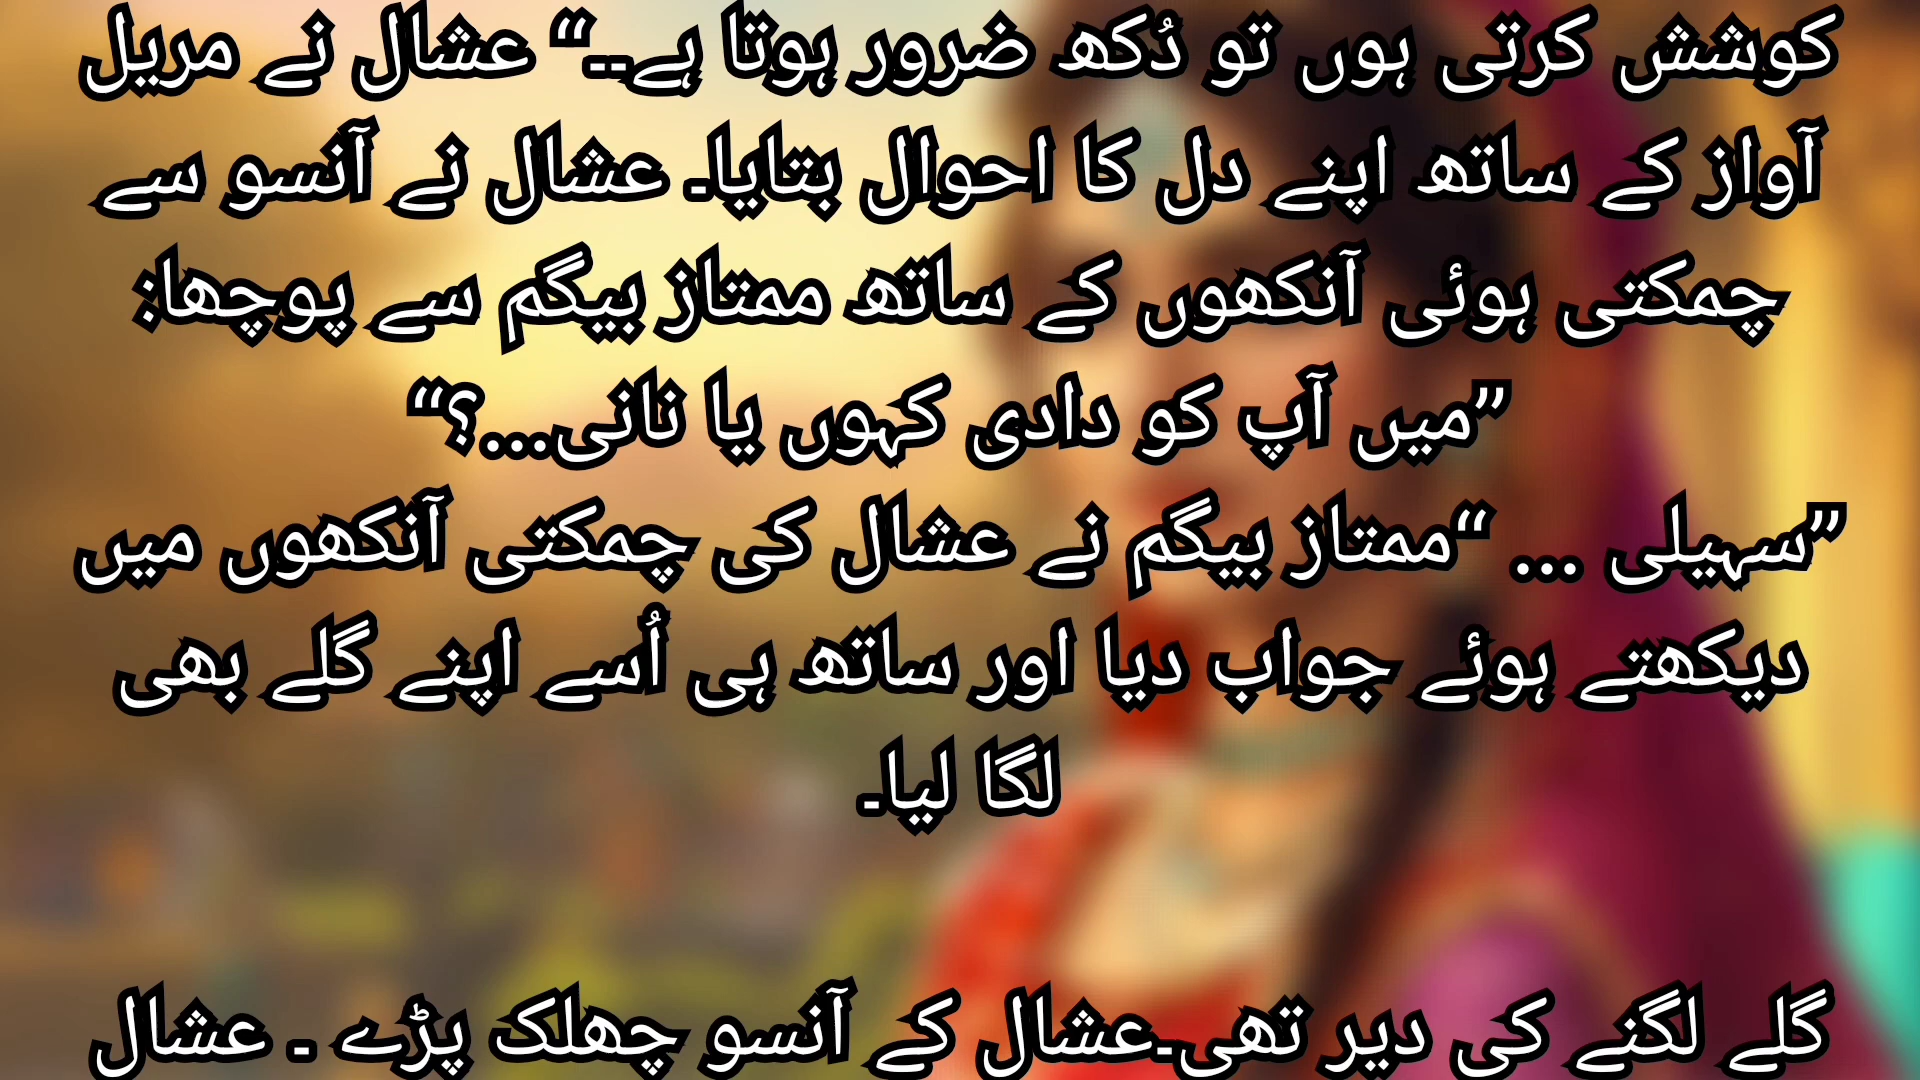 کوشش کرتی ہوں تو دُکھ ضرور ہوتا ہے۔۔“ عشال نے مریل
آواز کے ساتھ اپنے دل کا احوال بتایا۔ عشال نے آنسو سے
چمکتی ہوئی آنکھوں کے ساتھ ممتاز بیگم سے پوچھا:
”میں آپ کو دادی کہوں یا نانی...؟“
”سہیلی ... “ممتاز بیگم نے عشال کی چمکتی آنکھوں میں
دیکھتے ہوئے جواب دیا اور ساتھ ہی اُسے اپنے گلے بھی
لگا لیا۔
گلے لگنے کی دیر تھی۔عشال کے آنسو چھلک پڑے ۔ عشال